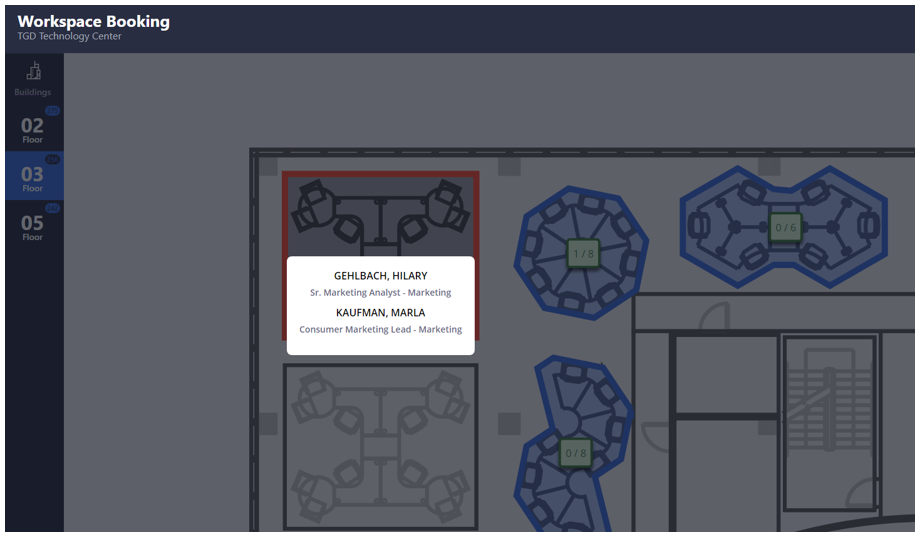 Workspace Booking
TGD Technology Center
Buildings
02
Floor
03
Floor
05
Floor
GEHLBACH, HILARY
Sr. Marketing Analyst - Marketing
KAUFMAN, MARLA
Consumer Marketing Lead - Marketing
1 / 8
0 / 6
0 / 8